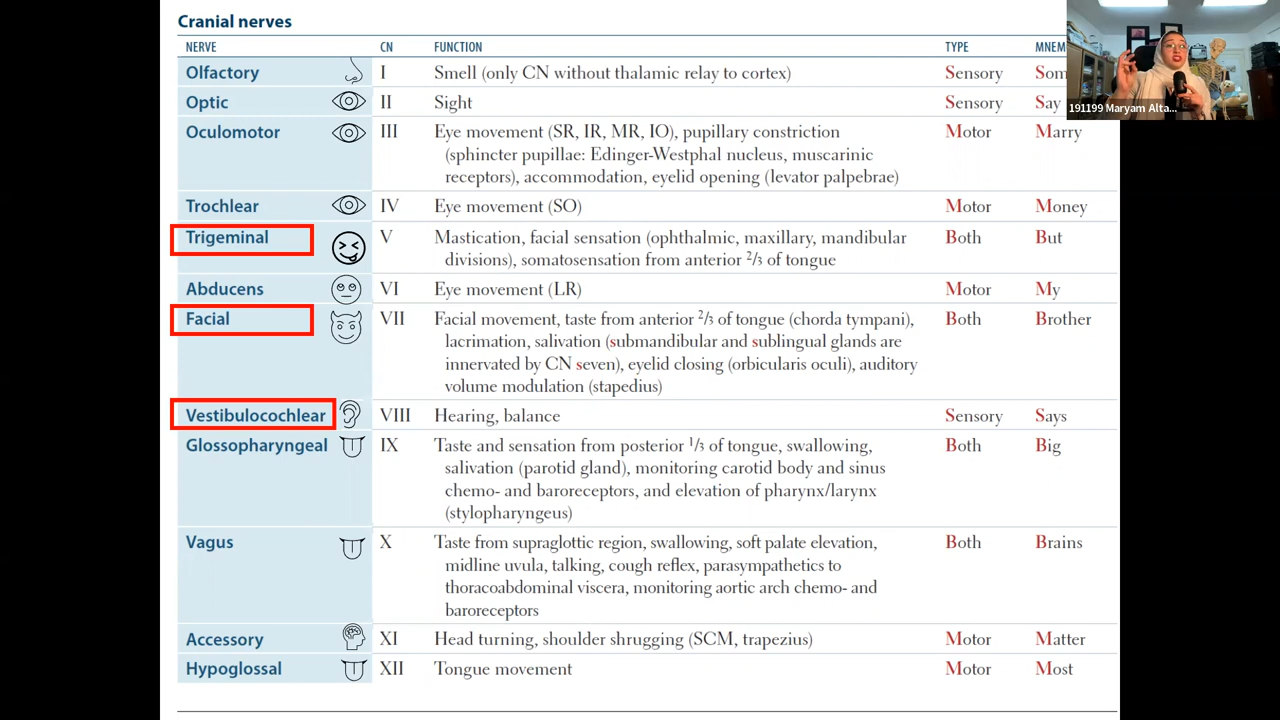 Cranial nerves
NERVE CN FUNCTION TYPE
Olfactory I Smell (only CN without thalamic relay to cortex) Sensory
Optic II Sight Sensory Say
191199 Maryam Alta...
Oculomotor III Eye movement (SR, IR, MR, IO), pupillary constriction Motor Marry
(sphincter pupillae: Edinger-Westphal nucleus, muscarinic
receptors), accommodation, eyelid opening (levator palpebrae)
Trochlear IV Eye movement (SO) Motor Money
Trigeminal V Mastication, facial sensation (ophthalmic, maxillary, mandibular Both But
divisions), somatosensation from anterior 2/3 of tongue
Abducens VI Eye movement (LR) Motor My
Facial VII Facial movement, taste from anterior 2/3 of tongue (chorda tympani), Both Brother
lacrimation, salivation (submandibular and sublingual glands are
innervated by CN seven), eyelid closing (orbicularis oculi), auditory
volume modulation (stapedius)
Vestibulocochlear VIII Hearing, balance Sensory Says
Glossopharyngeal IX Taste and sensation from posterior 1/3 of tongue, swallowing, Both Big
salivation (parotid gland), monitoring carotid body and sinus
chemo- and baroreceptors, and elevation of pharynx/larynx
(stylopharyngeus)
Vagus X Taste from supraglottic region, swallowing, soft palate elevation, Both Brains
midline uvula, talking, cough reflex, parasympathetics to
thoracoabdominal viscera, monitoring aortic arch chemo- and
baroreceptors
Accessory XI Head turning, shoulder shrugging (SCM, trapezius) Motor Matter
Hypoglossal XII Tongue movement Motor Most